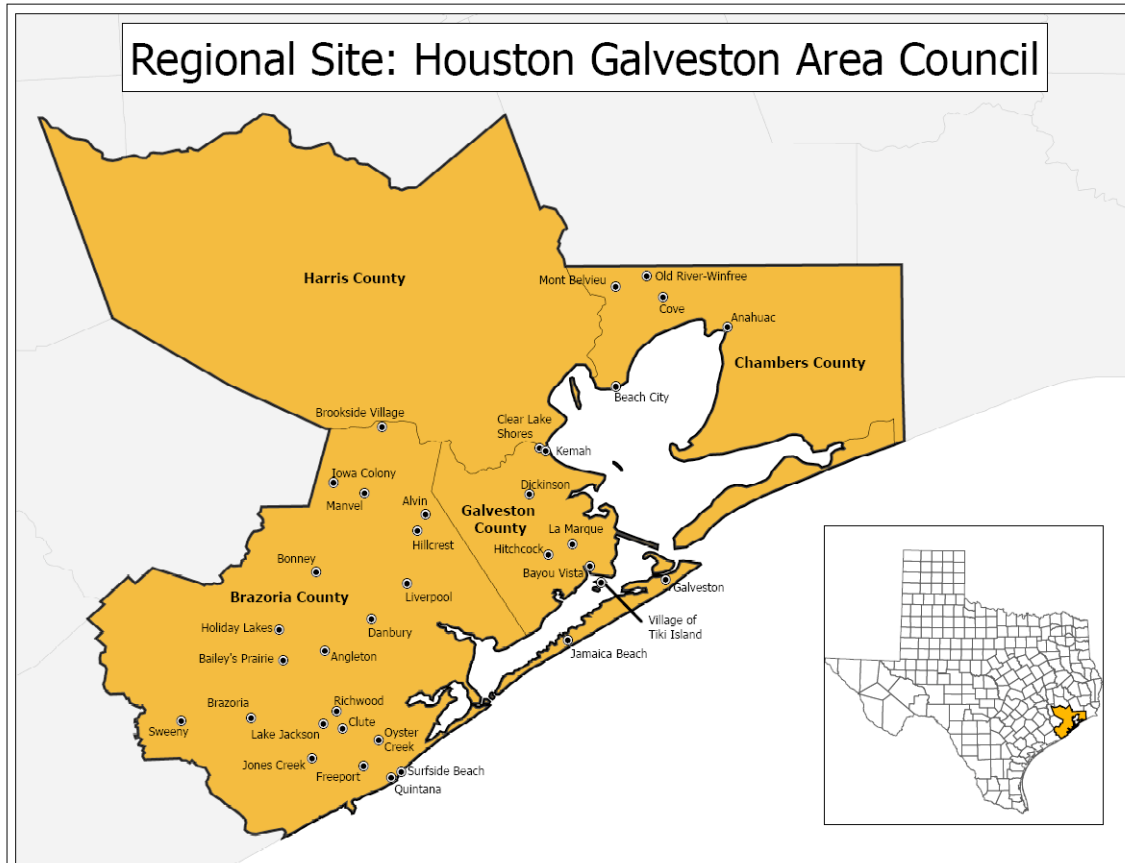 Regional Site: Houston Galveston Area Council
Harris County
Mont Belvieu
Old River-Winfree
Cove
Anahuac
Chambers County
Beach City
Brookside Village
Clear Lake
Shores
Kemah
Iowa Colony
Manvel
Dickinson
Alvin
Galveston
County
Hillcrest
La Marque
Hitchcock
Bonney
Bayou Vista
Galveston
Brazoria County
Liverpool
Village of
Tiki Island
Holiday Lakes
Danbury
Jamaica Beach
Bailey's Prairie
Angleton
Brazoria
Richwood
Sweeny
Lake Jackson
Clute
Oyster
Creek
Jones Creek
Freeport
Surfside Beach
Quintana